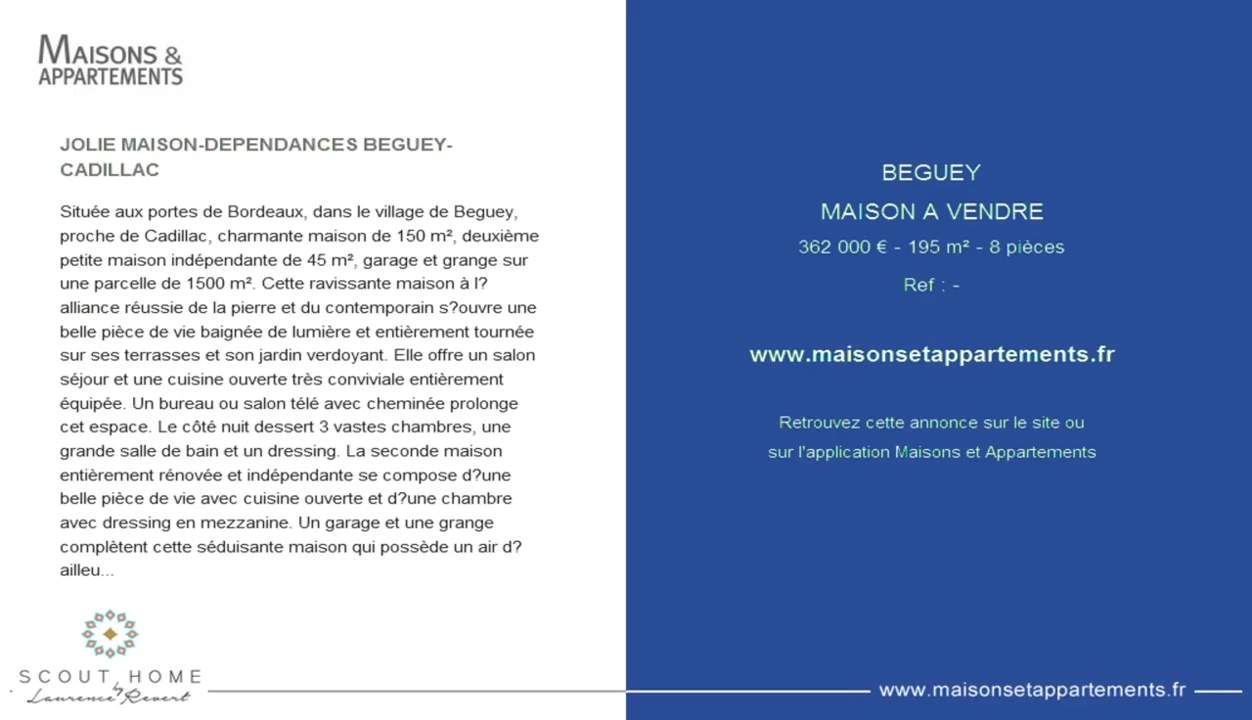 MAISONS &
APPARTEMENTS
JOLIE MAISON-DEPENDANCES BEGUEY-
CADILLAC
Située aux portes de Bordeaux, dans le village de Beguey,
proche de Cadillac, charmante maison de 150 m², deuxième
petite maison indépendante de 45 m², garage et grange sur
une parcelle de 1500 m². Cette ravissante maison à l?
alliance réussie de la pierre et du contemporain s?ouvre une
belle pièce de vie baignée de lumière et entièrement tournée
sur ses terrasses et son jardin verdoyant. Elle offre un salon
séjour et une cuisine ouverte très conviviale entièrement
équipée. Un bureau ou salon télé avec cheminée prolonge
cet espace. Le côté nuit dessert 3 vastes chambres, une
grande salle de bain et un dressing. La seconde maison
entièrement rénovée et indépendante se compose d?une
belle pièce de vie avec cuisine ouverte et d?une chambre
avec dressing en mezzanine. Un garage et une grange
complètent cette séduisante maison qui possède un air d?
ailleu...
SCOUT HOME
by
Laurence Revert
BEGUEY
MAISON A VENDRE
362 000 € - 195 m² - 8 pièces
Ref : -
www.maisonsetappartements.fr
Retrouvez cette annonce sur le site ou
sur l'application Maisons et Appartements
www.maisonsetappartements.fr